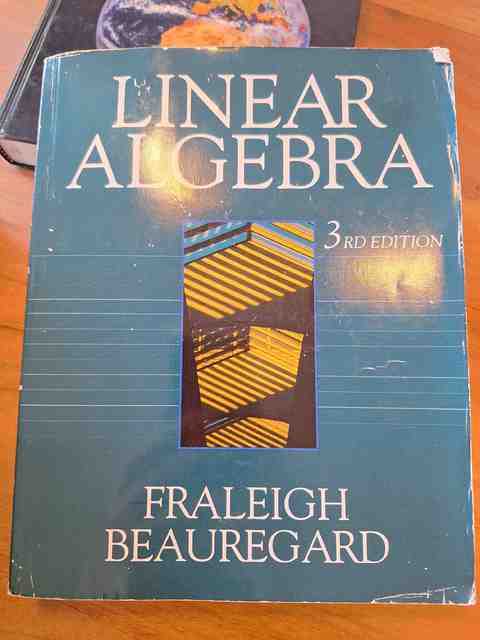 LINEAR
ALGEBRA
3RD EDITION
FRALEIGH
BEAUREGARD